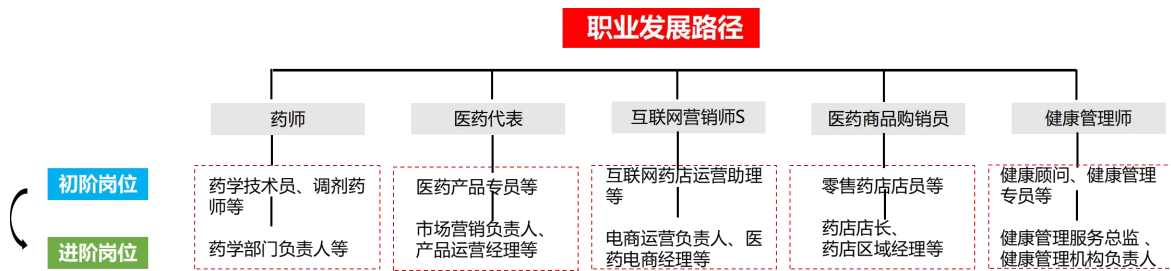 职业发展路径
药师
医药代表
互联网营销师S
医药商品购销员
健康管理师
初阶岗位
药学技术员、调剂药
师等
医药产品专员等
互联网药店运营助理
等
零售药店店员等
健康顾问、健康管理
专员等
进阶岗位
药学部门负责人等
市场营销负责人、
产品运营经理等
电商运营负责人、医
药电商经理等
药店店长、
药店区域经理等
健康管理服务总监 、
健康管理机构负责人